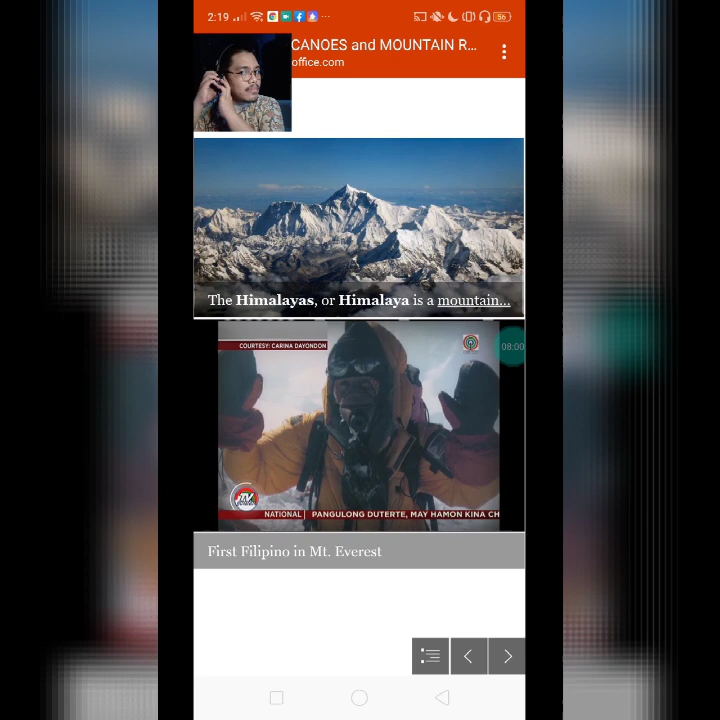 2:19
56
CANOES and MOUNTAIN R...
office.com
The Himalayas, or Himalaya is a mountain...
COURTESY: CARINA DAYONDON
08:00
NATIONAL | PANGULONG DUTERTE, MAY HAMON KINA CH
First Filipino in Mt. Everest